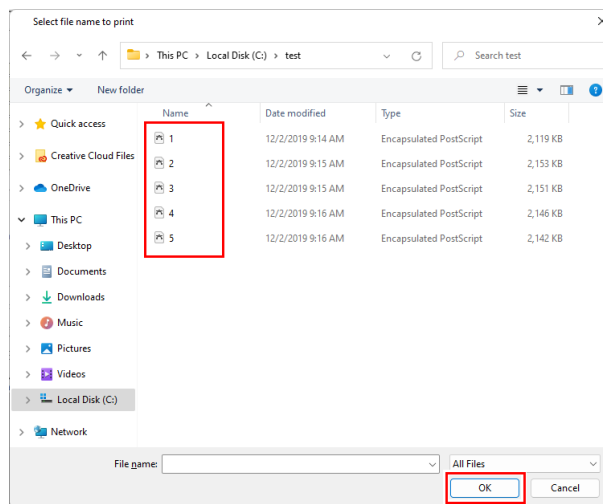 Select file name to print
This PC > Local Disk (C:) > test
Search test
Organize New folder
Name Date modified Type Size
Quick access
Creative Cloud Files
OneDrive
This PC
Desktop
Documents
Downloads
Music
Pictures
Videos
Local Disk (C:)
Network
1 12/2/2019 9:14 AM Encapsulated PostScript 2,119 KB
2 12/2/2019 9:15 AM Encapsulated PostScript 2,153 KB
3 12/2/2019 9:15 AM Encapsulated PostScript 2,151 KB
4 12/2/2019 9:16 AM Encapsulated PostScript 2,146 KB
5 12/2/2019 9:16 AM Encapsulated PostScript 2,142 KB
File name: All Files
OK Cancel